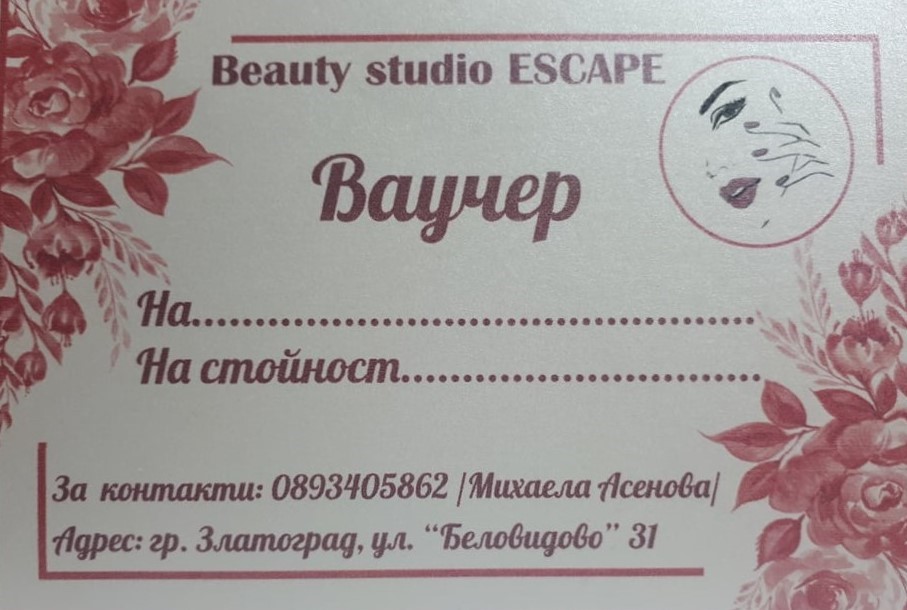 Beauty studio ESCAPE
Ваучер
На..................................................
На стойност................................
За контакти: 0893405862 /Михаела Асенова/
Адрес: гр. Златоград, ул. “Беловидово” 31